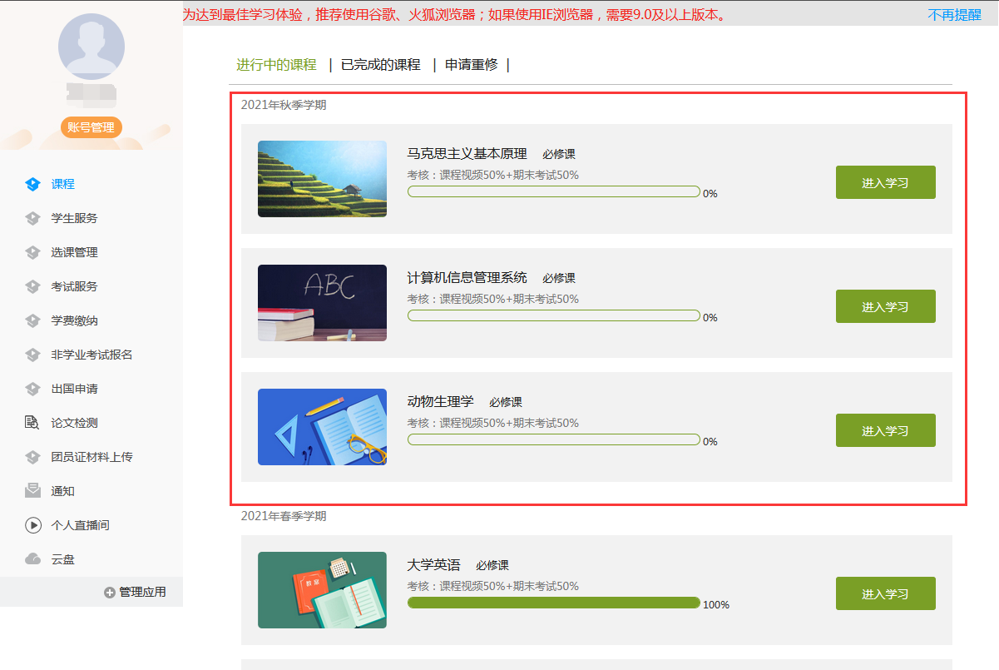 为达到最佳学习体验，推荐使用谷歌、火狐浏览器；如果使用IE浏览器，需要9.0及以上版本。 不再提醒
账号管理
课程
学生服务
选课管理
考试服务
学费缴纳
非学业考试报名
出国申请
论文检测
团员证材料上传
通知
个人直播间
云盘
管理应用
进行中的课程 | 已完成的课程 | 申请重修 |
2021年秋季学期
马克思主义基本原理 必修课
考核：课程视频50%+期末考试50%
0%
进入学习
ABC
计算机信息管理系统 必修课
考核：课程视频50%+期末考试50%
0%
进入学习
动物生理学 必修课
考核：课程视频50%+期末考试50%
0%
进入学习
2021年春季学期
教案
大学英语 必修课
考核：课程视频50%+期末考试50%
100%
进入学习